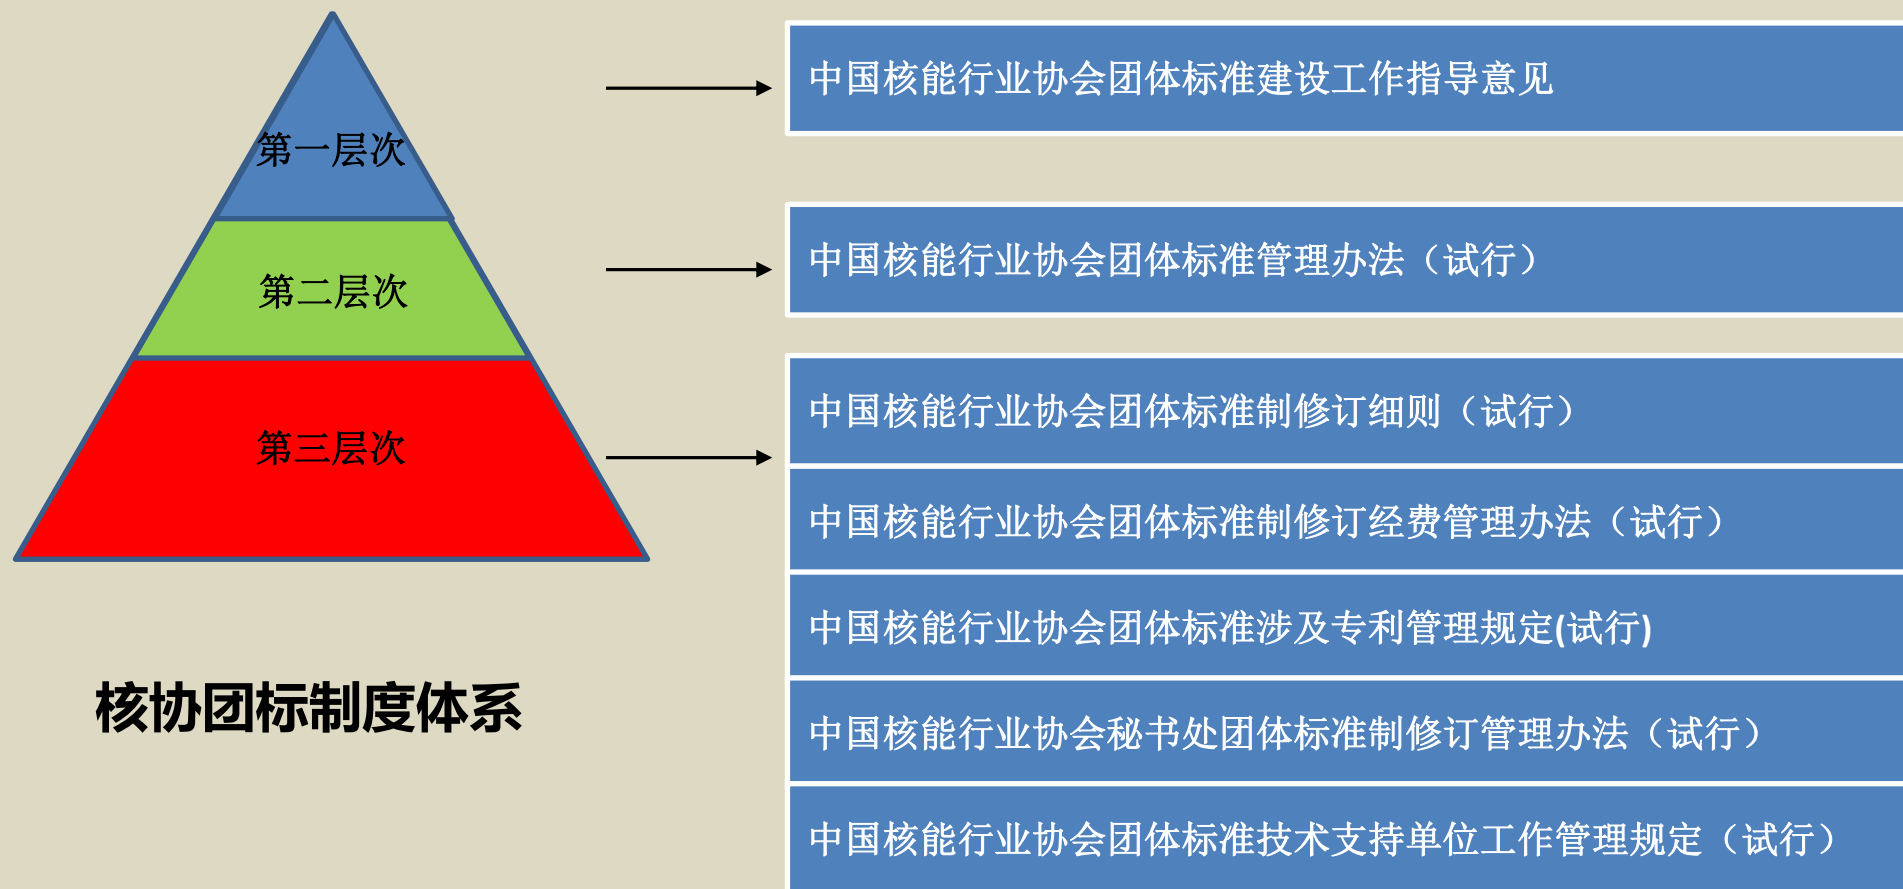 第一层次
中国核能行业协会团体标准建设工作指导意见
第二层次
中国核能行业协会团体标准管理办法（试行）
第三层次
中国核能行业协会团体标准制修订细则（试行）
中国核能行业协会团体标准制修订经费管理办法（试行）
中国核能行业协会团体标准涉及专利管理规定(试行)
中国核能行业协会秘书处团体标准制修订管理办法（试行）
中国核能行业协会团体标准技术支持单位工作管理规定（试行）
核协团标制度体系